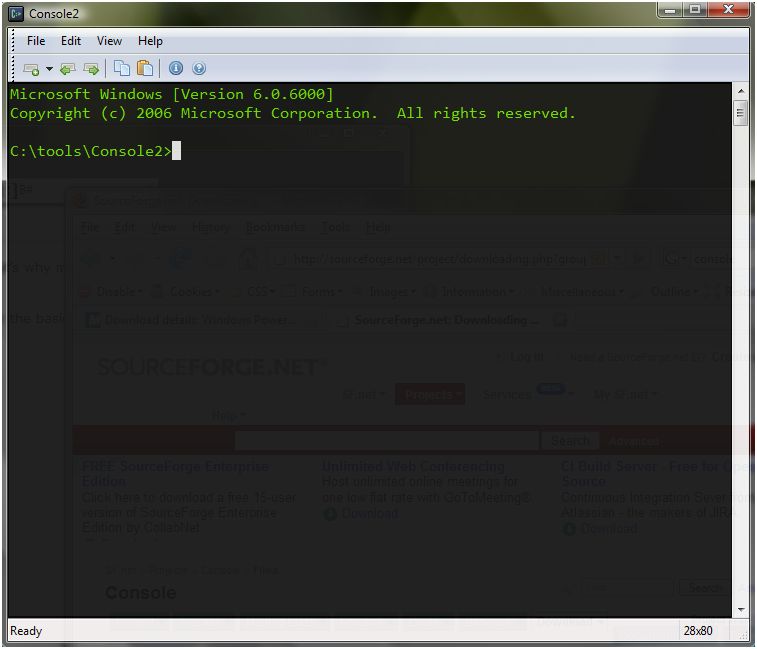 Console2
File Edit View Help
Microsoft Windows [Version 6.0.6000]
Copyright (c) 2006 Microsoft Corporation.  All rights reserved.
C:\tools\Console2>
File Edit View History Bookmarks Tools Help
http://sourceforge.net/project/downloading.php?group
Disable Cookies CSS Forms Images Information Miscellaneous Outline
the basic
Download details: Windows Power... SourceForge.net: Downloading ...
SOURCEFORGE.NET
Log in Need a SourceForge.net ID?
SF.net Projects Services My SF.net
Help
Search Advanced
FREE SourceForge Enterprise
Edition
Click here to download a free 15-user
version of SourceForge Enterprise
Edition by CollabNet
Unlimited Web Conferencing
Host unlimited online meetings for
one low flat rate with GoToMeeting®
Download
CI Build Server - Free for Open
Source
Continuous Integration Sever from
Atlassian - the makers of JIRA.
Download
SF.net » Projects » Console » Files
Console
Search
Ready 28x80